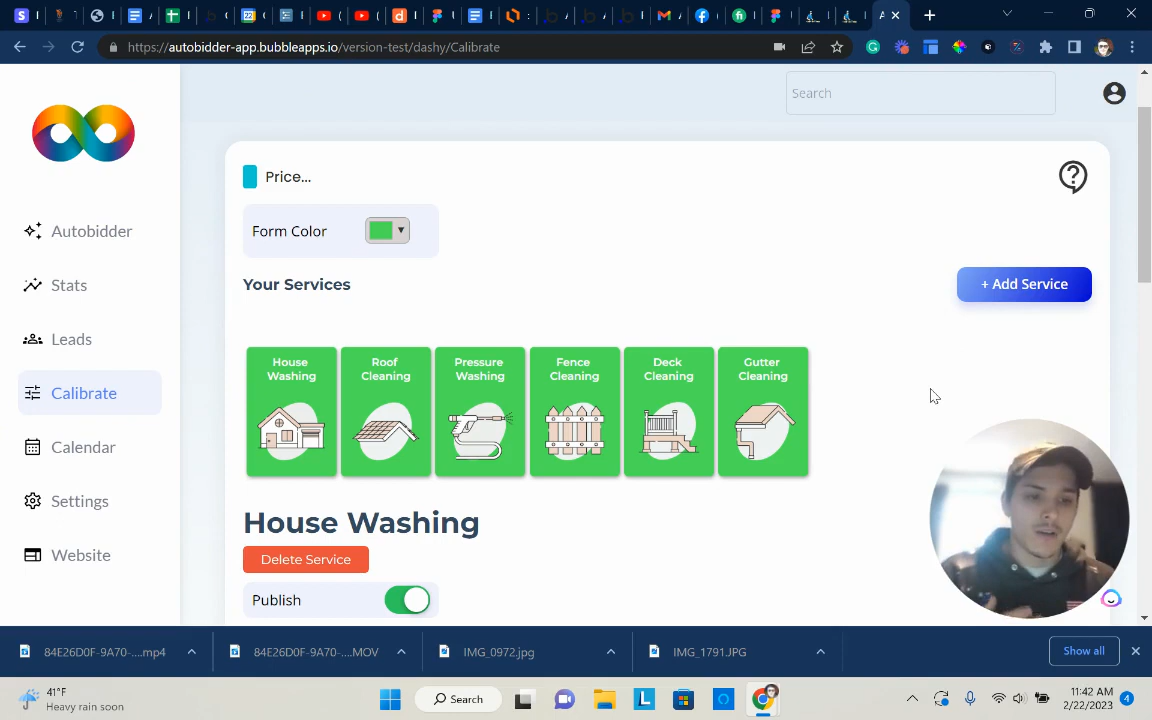 https://autobidder-app.bubbleapps.io/version-test/dashy/Calibrate
Search
Autobidder
Stats
Leads
Calibrate
Calendar
Settings
Website
Price...
Form Color
Your Services
+ Add Service
House
Washing
Roof
Cleaning
Pressure
Washing
Fence
Cleaning
Deck
Cleaning
Gutter
Cleaning
House Washing
Delete Service
Publish
84E26D0F-9A70-....mp4
84E26D0F-9A70-....MOV
IMG_0972.jpg
IMG_1791.JPG
Show all
41°F
Heavy rain soon
Search
11:42 AM
2/22/2023
4